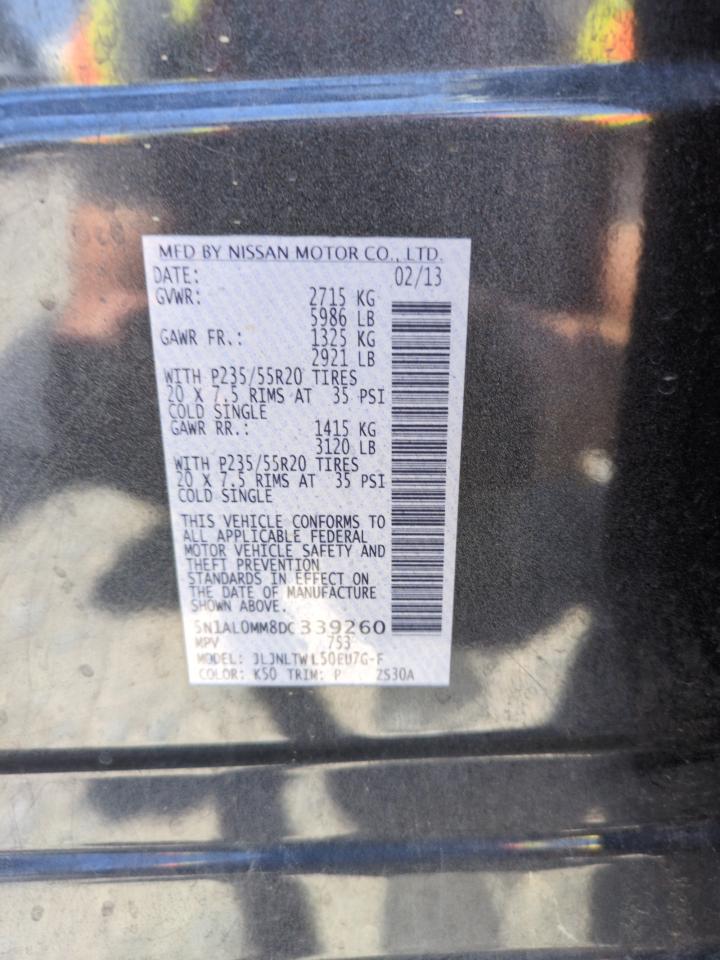 MFD BY NISSAN MOTOR CO., LTD.
DATE: 02/13
GVWR: 2715 KG
5986 LB
GAWR FR.: 1325 KG
2921 LB
WITH P235/55R20 TIRES
20 X 7.5 RIMS AT 35 PSI
COLD SINGLE
GAWR RR.: 1415 KG
3120 LB
WITH P235/55R20 TIRES
20 X 7.5 RIMS AT 35 PSI
COLD SINGLE
THIS VEHICLE CONFORMS TO
ALL APPLICABLE FEDERAL
MOTOR VEHICLE SAFETY AND
THEFT PREVENTION
STANDARDS IN EFFECT ON
THE DATE OF MANUFACTURE
SHOWN ABOVE.
5N1AL0MM8DC339260
MPV 753
MODEL:
COLOR: K50 TRIM: P ZS30A